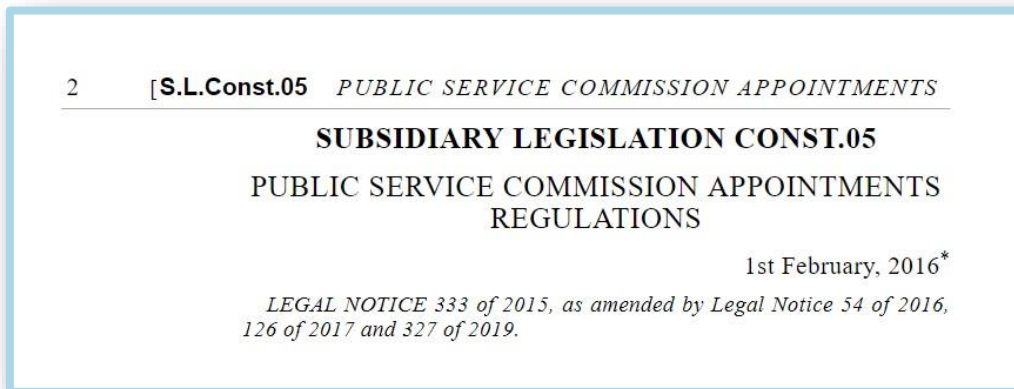 2 [S.L.Const.05 PUBLIC SERVICE COMMISSION APPOINTMENTS
SUBSIDIARY LEGISLATION CONST.05
PUBLIC SERVICE COMMISSION APPOINTMENTS
REGULATIONS
1st February, 2016*
LEGAL NOTICE 333 of 2015, as amended by Legal Notice 54 of 2016,
126 of 2017 and 327 of 2019.